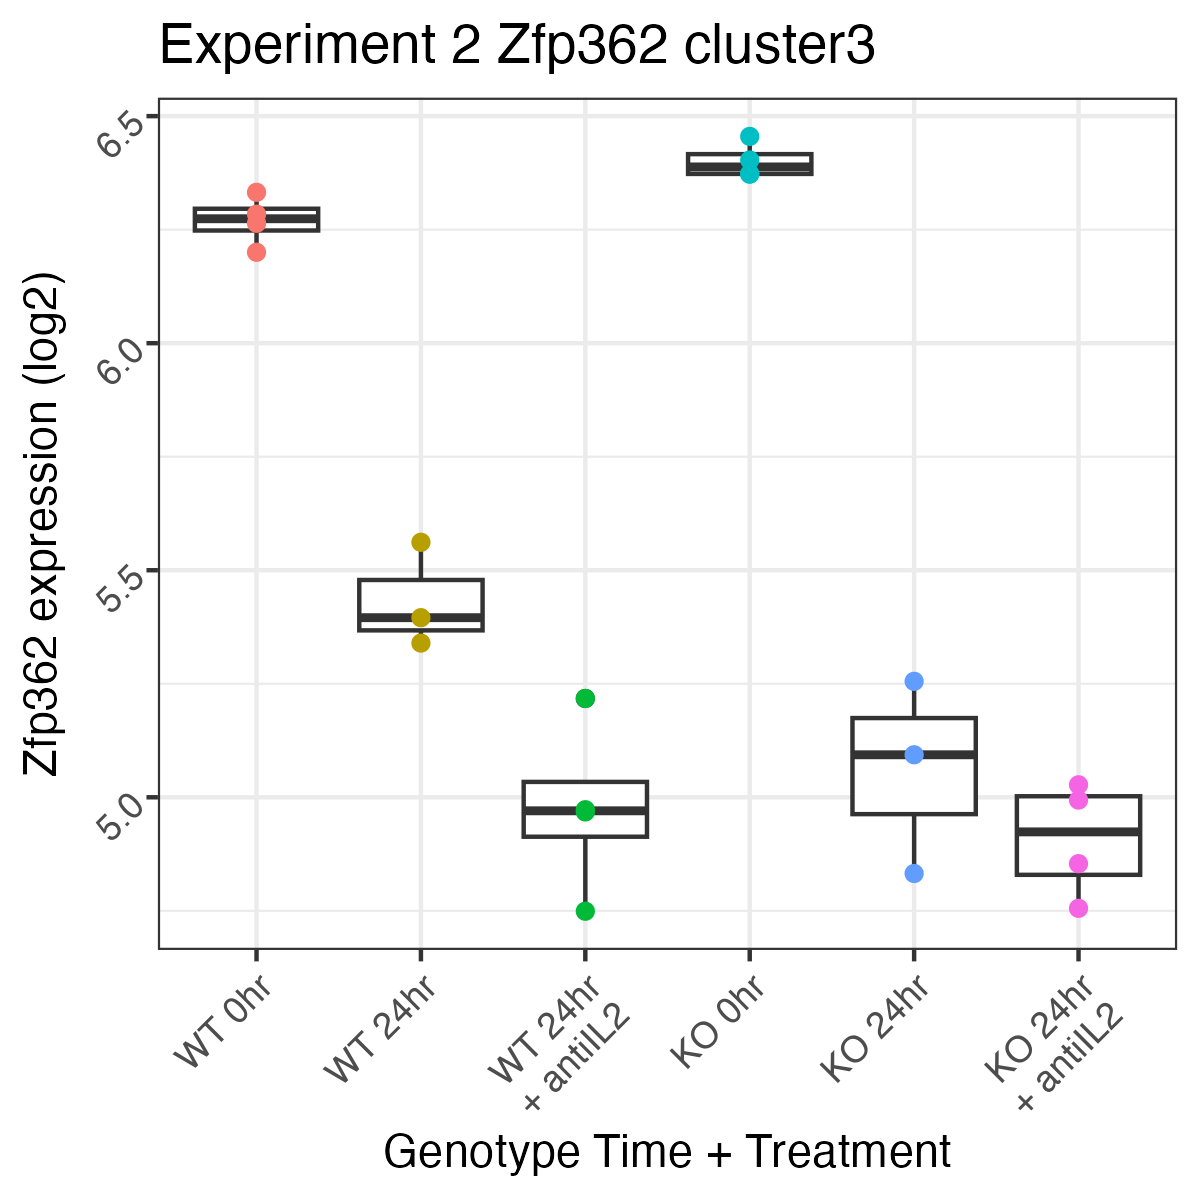 Experiment 2 Zfp362 cluster3
Zfp362 expression (log2)
6.5
6.0
5.5
5.0
WT 0hr
WT 24hr
WT 24hr
+ antiIL2
KO 0hr
KO 24hr
KO 24hr
+ antiIL2
Genotype Time + Treatment